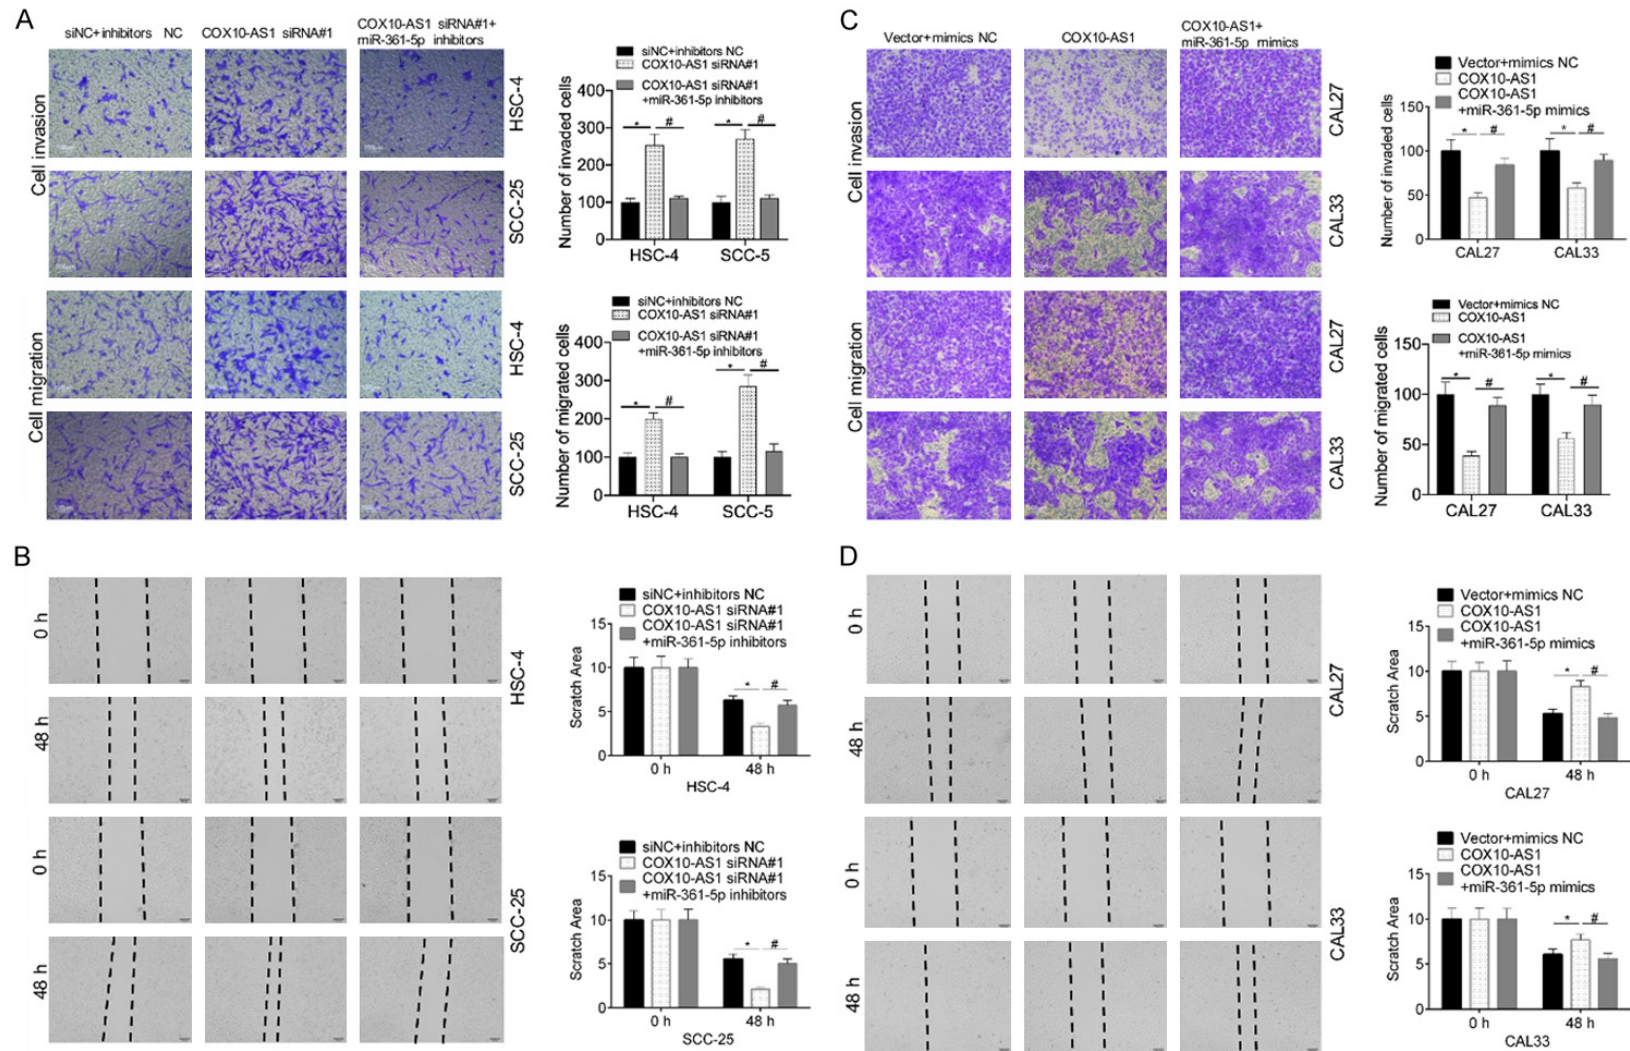 A
siNC+inhibitors NC
COX10-AS1 siRNA#1
COX10-AS1 siRNA#1+
miR-361-5p inhibitors
Cell invasion
HSC-4
SCC-25
Cell migration
HSC-4
SCC-25
siNC+inhibitors NC
COX10-AS1 siRNA#1
COX10-AS1 siRNA#1
+miR-361-5p inhibitors
Number of invaded cells
400
300
200
100
0
* # * #
HSC-4 SCC-5
siNC+inhibitors NC
COX10-AS1 siRNA#1
COX10-AS1 siRNA#1
+miR-361-5p inhibitors
Number of migrated cells
400
300
200
100
0
* # * #
HSC-4 SCC-5
B
0 h
48 h
HSC-4
0 h
48 h
SCC-25
siNC+inhibitors NC
COX10-AS1 siRNA#1
COX10-AS1 siRNA#1
+miR-361-5p inhibitors
Scratch Area
15
10
5
0
* #
0 h 48 h
HSC-4
siNC+inhibitors NC
COX10-AS1 siRNA#1
COX10-AS1 siRNA#1
+miR-361-5p inhibitors
Scratch Area
15
10
5
0
* #
0 h 48 h
SCC-25
C
Vector+mimics NC
COX10-AS1
COX10-AS1+
miR-361-5p mimics
Cell invasion
CAL27
CAL33
Cell migration
CAL27
CAL33
Vector+mimics NC
COX10-AS1
COX10-AS1
+miR-361-5p mimics
Number of invaded cells
150
100
50
0
* # * #
CAL27 CAL33
Vector+mimics NC
COX10-AS1
COX10-AS1
+miR-361-5p mimics
Number of migrated cells
150
100
50
0
* # * #
CAL27 CAL33
D
0 h
48 h
CAL27
0 h
48 h
CAL33
Vector+mimics NC
COX10-AS1
COX10-AS1
+miR-361-5p mimics
Scratch Area
15
10
5
0
* #
0 h 48 h
CAL27
Vector+mimics NC
COX10-AS1
COX10-AS1
+miR-361-5p mimics
Scratch Area
15
10
5
0
* #
0 h 48 h
CAL33